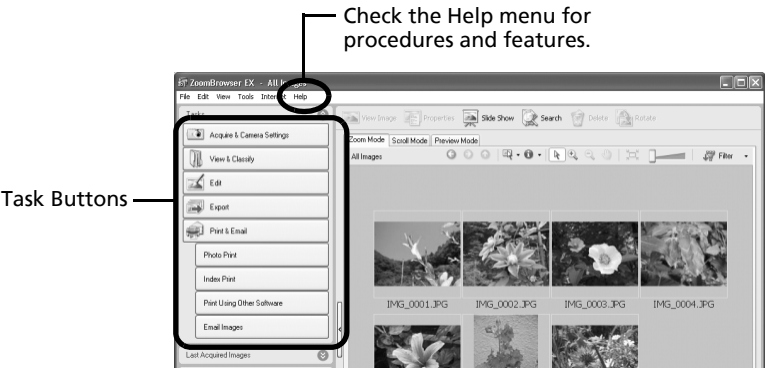 Check the Help menu for
procedures and features.
ZoomBrowser EX - All Images
File Edit View Tools Internet Help
Tasks
View Image Properties Slide Show Search Delete Rotate
Acquire & Camera Settings
Zoom Mode Scroll Mode Preview Mode
All Images Filter
View & Classify
Edit
Task Buttons
Export
Print & Email
Photo Print
Index Print
Print Using Other Software
IMG_0001.JPG IMG_0002.JPG IMG_0003.JPG IMG_0004.JPG
Email Images
Last Acquired Images